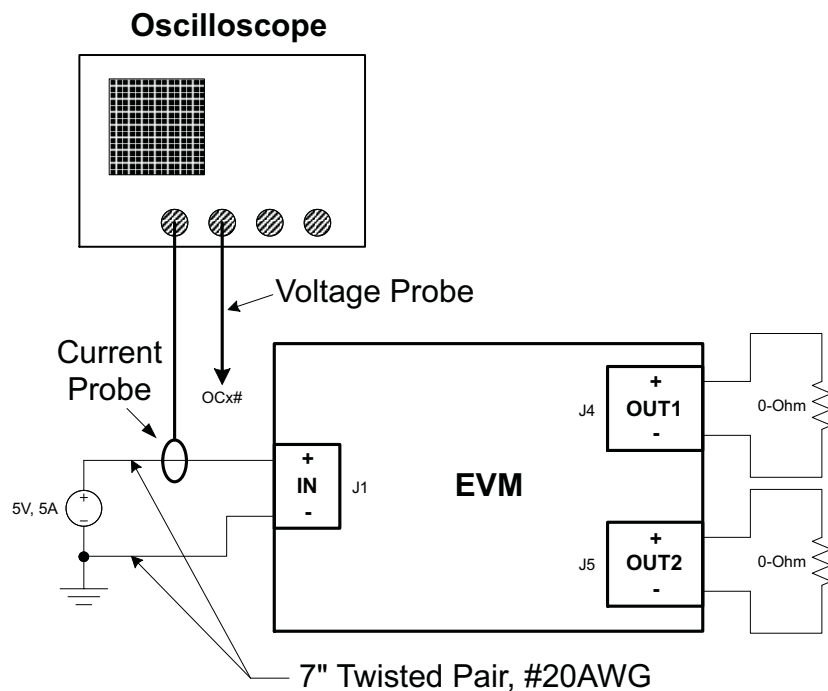 Oscilloscope
Voltage Probe
Current
Probe
OCx#
+
OUT1
-
J4
0-Ohm
+
IN
-
J1
EVM
5V, 5A
+
-
+
OUT2
-
J5
0-Ohm
7" Twisted Pair, #20AWG